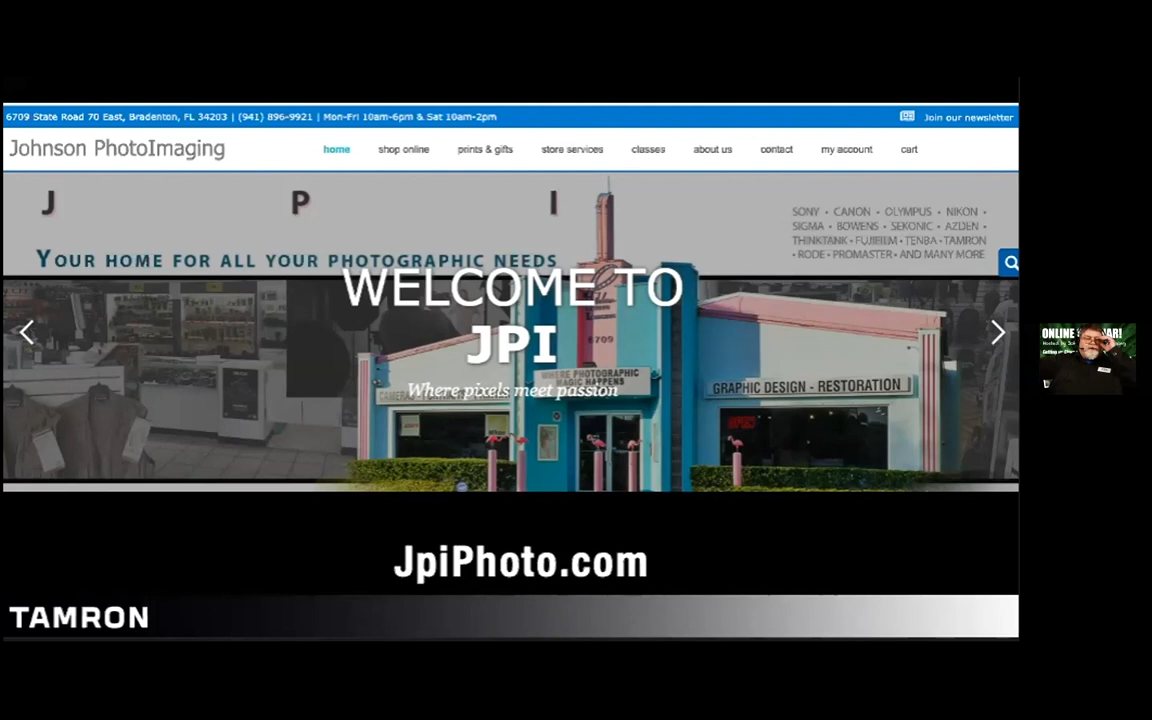 6709 State Road 70 East, Bradenton, FL 34203 | (941) 896-9921 | Mon-Fri 10am-6pm & Sat 10am-2pm
Join our newsletter
Johnson PhotoImaging
home shop online prints & gifts store services classes about us contact my account cart
J P I
SONY • CANON • OLYMPUS • NIKON •
SIGMA • BOWENS • SEKONIC • AZDEN •
THINKTANK • FUJIFILM • TENBA • TAMRON
• RODE • PROMASTER • AND MANY MORE
YOUR HOME FOR ALL YOUR PHOTOGRAPHIC NEEDS
WELCOME TO
JPI
Where pixels meet passion
6709
WHERE PHOTOGRAPHIC
MAGIC HAPPENS
GRAPHIC DESIGN - RESTORATION
OPEN
ONLINE
JpiPhoto.com
TAMRON